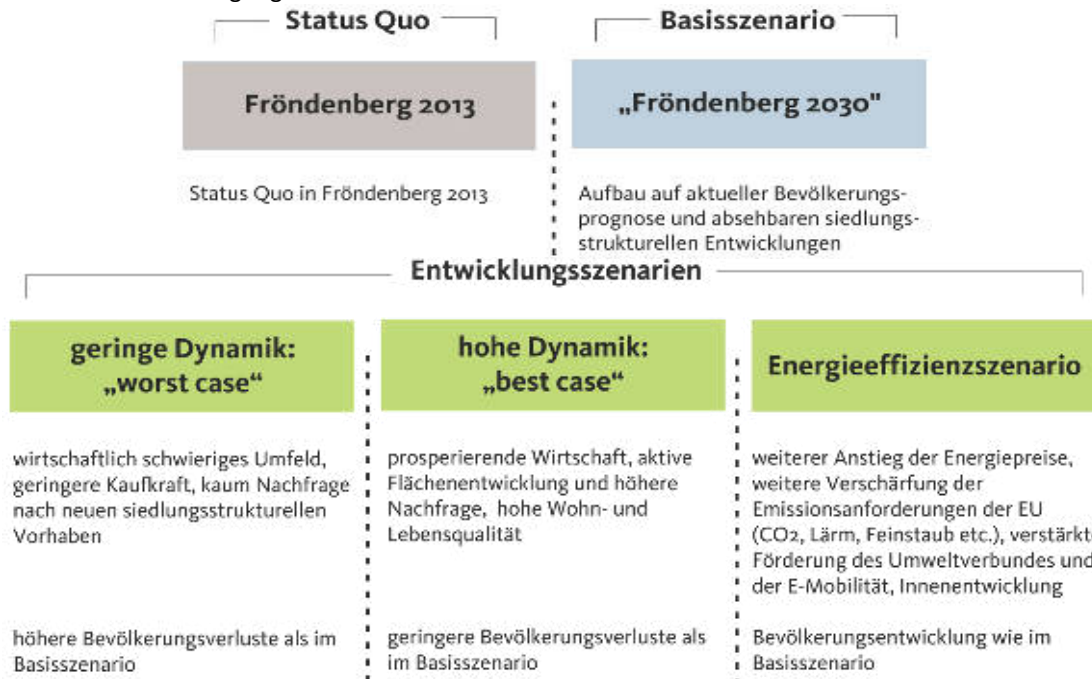 Status Quo
Basisszenario
Fröndenberg 2013
„Fröndenberg 2030"
Status Quo in Fröndenberg 2013
Aufbau auf aktueller Bevölkerungs-
prognose und absehbaren siedlungs-
strukturellen Entwicklungen
Entwicklungsszenarien
geringe Dynamik:
„worst case“
hohe Dynamik:
„best case“
Energieeffizienzszenario
wirtschaftlich schwieriges Umfeld,
geringere Kaufkraft, kaum Nachfrage
nach neuen siedlungsstrukturellen
Vorhaben
prosperierende Wirtschaft, aktive
Flächenentwicklung und höhere
Nachfrage, hohe Wohn- und
Lebensqualität
weiterer Anstieg der Energiepreise,
weitere Verschärfung der
Emissionsanforderungen der EU
(CO2, Lärm, Feinstaub etc.), verstärkt
Förderung des Umweltverbundes und
der E-Mobilität, Innenentwicklung
höhere Bevölkerungsverluste als im
Basisszenario
geringere Bevölkerungsverluste als
im Basisszenario
Bevölkerungsentwicklung wie im
Basisszenario